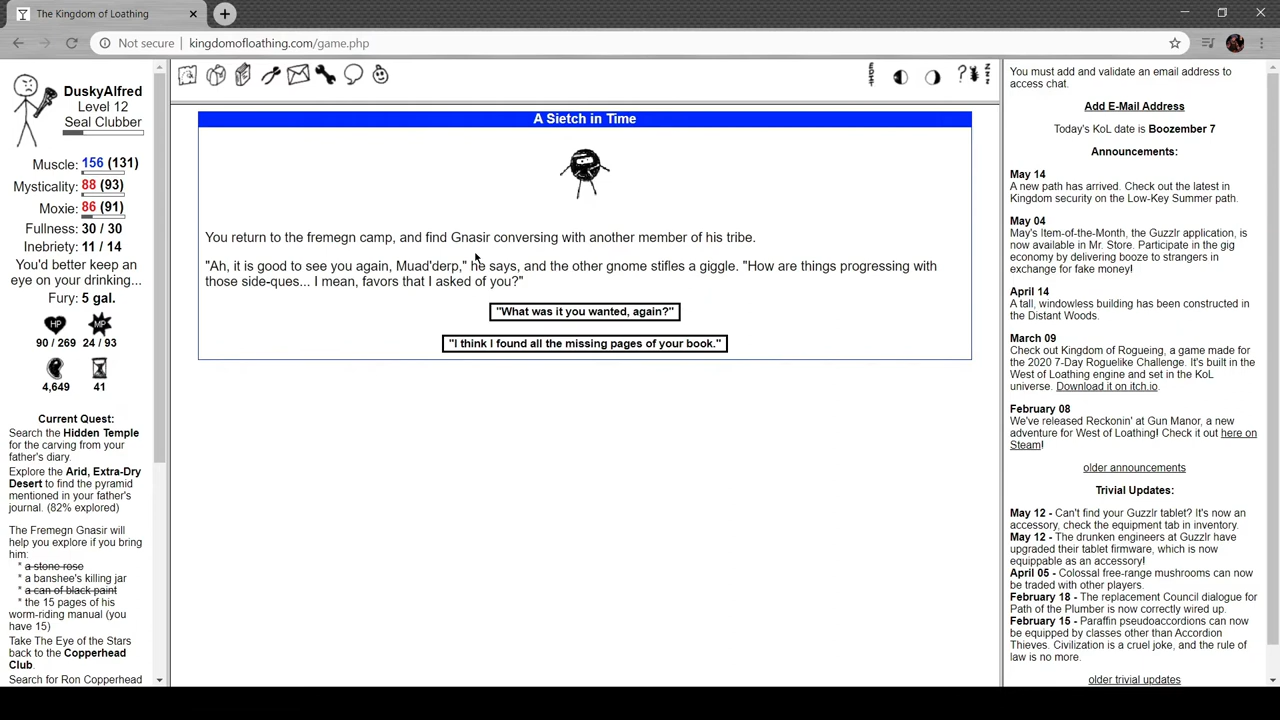 The Kingdom of Loathing
Not secure | kingdomofloathing.com/game.php
DuskyAlfred
Level 12
Seal Clubber
Muscle: 156 (131)
Mysticality: 88 (93)
Moxie: 86 (91)
Fullness: 30 / 30
Inebriety: 11 / 14
You'd better keep an
eye on your drinking...
Fury: 5 gal.
HP MP
90 / 269 24 / 93
4,649 41
Current Quest:
Search the Hidden Temple
for the carving from your
father's diary.
Explore the Arid, Extra-Dry
Desert to find the pyramid
mentioned in your father's
journal. (82% explored)
The Fremegn Gnasir will
help you explore if you bring
him:
* a stone rose
* a banshee's killing jar
* a can of black paint
* the 15 pages of his
worm-riding manual (you
have 15)
Take The Eye of the Stars
back to the Copperhead
Club.
Search for Ron Copperhead
A Sietch in Time
You return to the fremegn camp, and find Gnasir conversing with another member of his tribe.
"Ah, it is good to see you again, Muad'derp," he says, and the other gnome stifles a giggle. "How are things progressing with
those side-ques... I mean, favors that I asked of you?"
"What was it you wanted, again?"
"I think I found all the missing pages of your book."
You must add and validate an email address to
access chat.
Add E-Mail Address
Today's KoL date is Boozember 7
Announcements:
May 14
A new path has arrived. Check out the latest in
Kingdom security on the Low-Key Summer path.
May 04
May's Item-of-the-Month, the Guzzlr application, is
now available in Mr. Store. Participate in the gig
economy by delivering booze to strangers in
exchange for fake money!
April 14
A tall, windowless building has been constructed in
the Distant Woods.
March 09
Check out Kingdom of Rogueing, a game made for
the 2020 7-Day Roguelike Challenge. It's built in the
West of Loathing engine and set in the KoL
universe. Download it on itch.io.
February 08
We've released Reckonin' at Gun Manor, a new
adventure for West of Loathing! Check it out here on
Steam!
older announcements
Trivial Updates:
May 12 - Can't find your Guzzlr tablet? It's now an
accessory, check the equipment tab in inventory.
May 12 - The drunken engineers at Guzzlr have
upgraded their tablet firmware, which is now
equippable as an accessory!
April 05 - Colossal free-range mushrooms can now
be traded with other players.
February 18 - The replacement Council dialogue for
Path of the Plumber is now correctly wired up.
February 15 - Paraffin pseudoaccordions can now
be equipped by classes other than Accordion
Thieves. Civilization is a cruel joke, and the rule of
law is no more.
older trivial updates